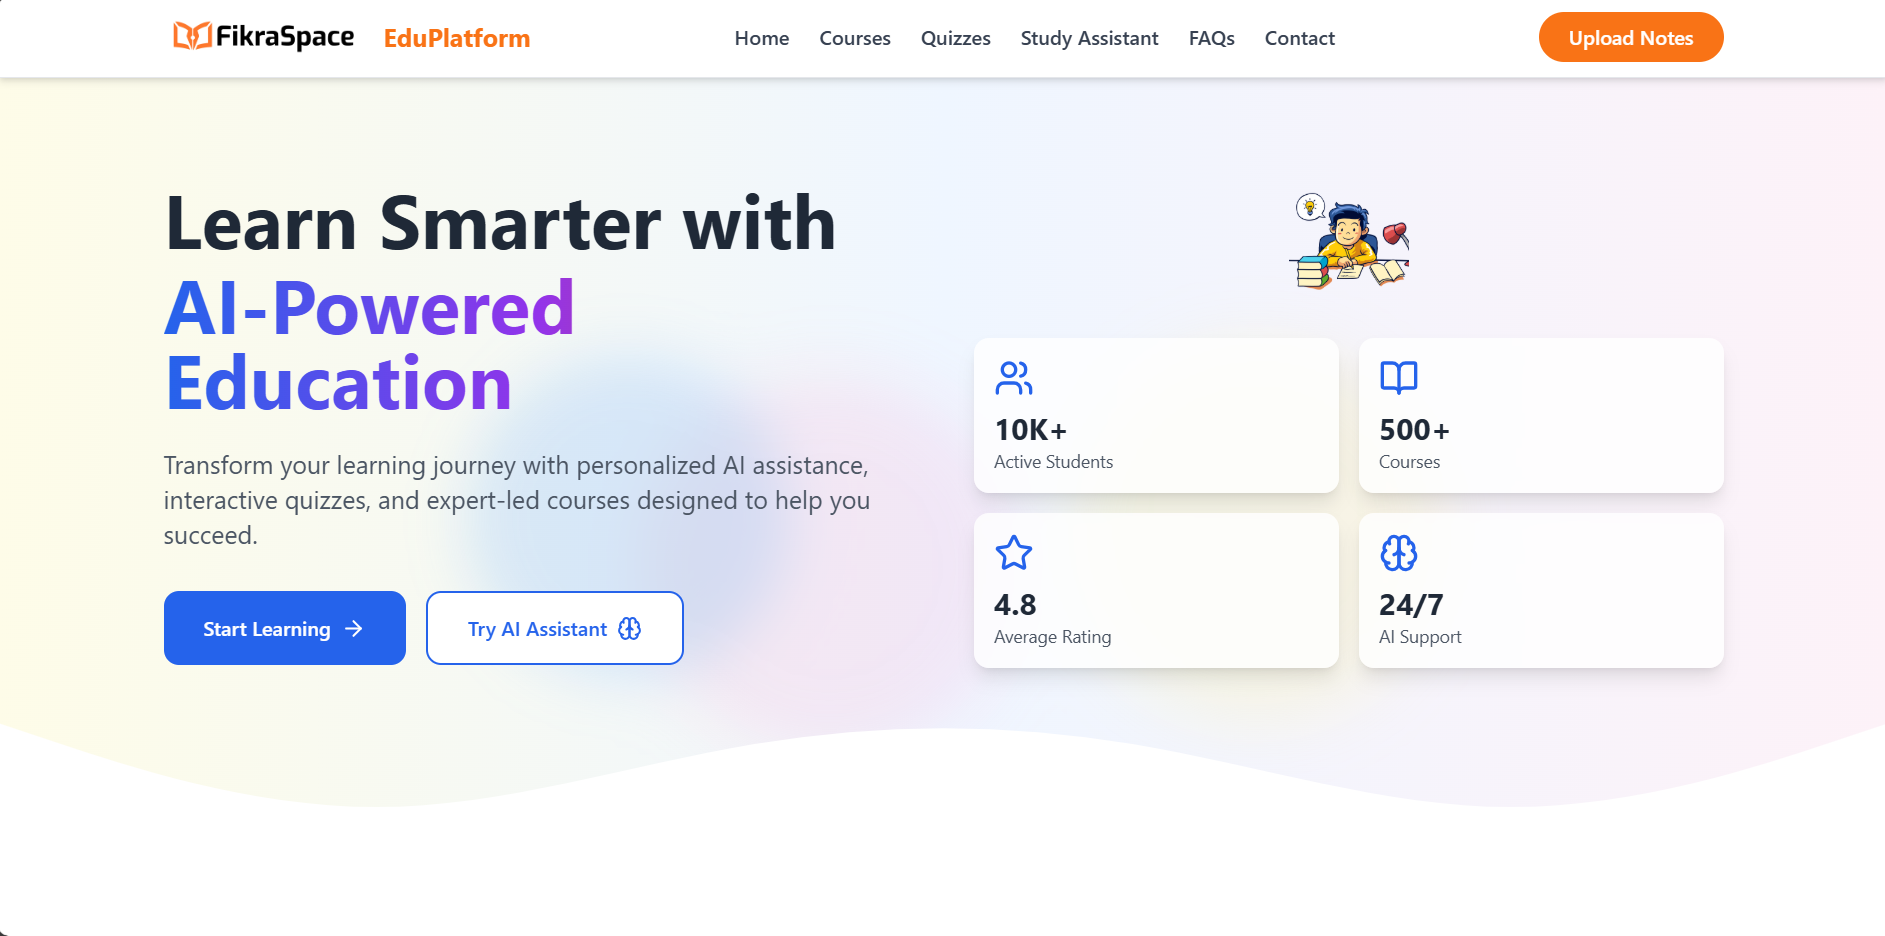 FikraSpace EduPlatform Home Courses Quizzes Study Assistant FAQs Contact Upload Notes
Learn Smarter with
AI-Powered
Education
Transform your learning journey with personalized AI assistance,
interactive quizzes, and expert-led courses designed to help you
succeed.
Start Learning
Try AI Assistant
10K+
Active Students
500+
Courses
4.8
Average Rating
24/7
AI Support